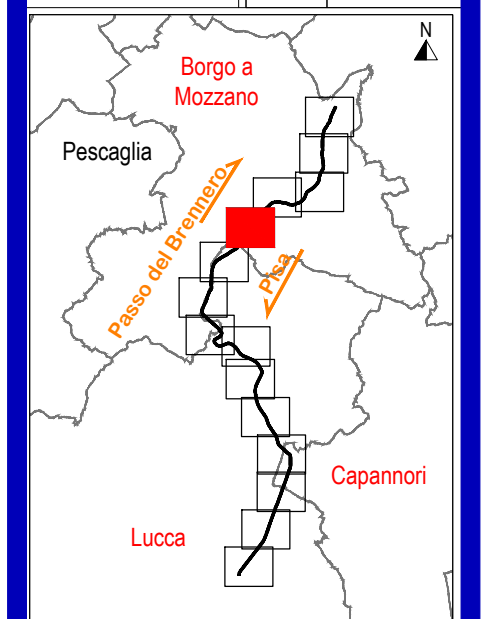 N
Borgo a
Mozzano
Pescaglia
Passo del Brennero
Pisa
Capannori
Lucca